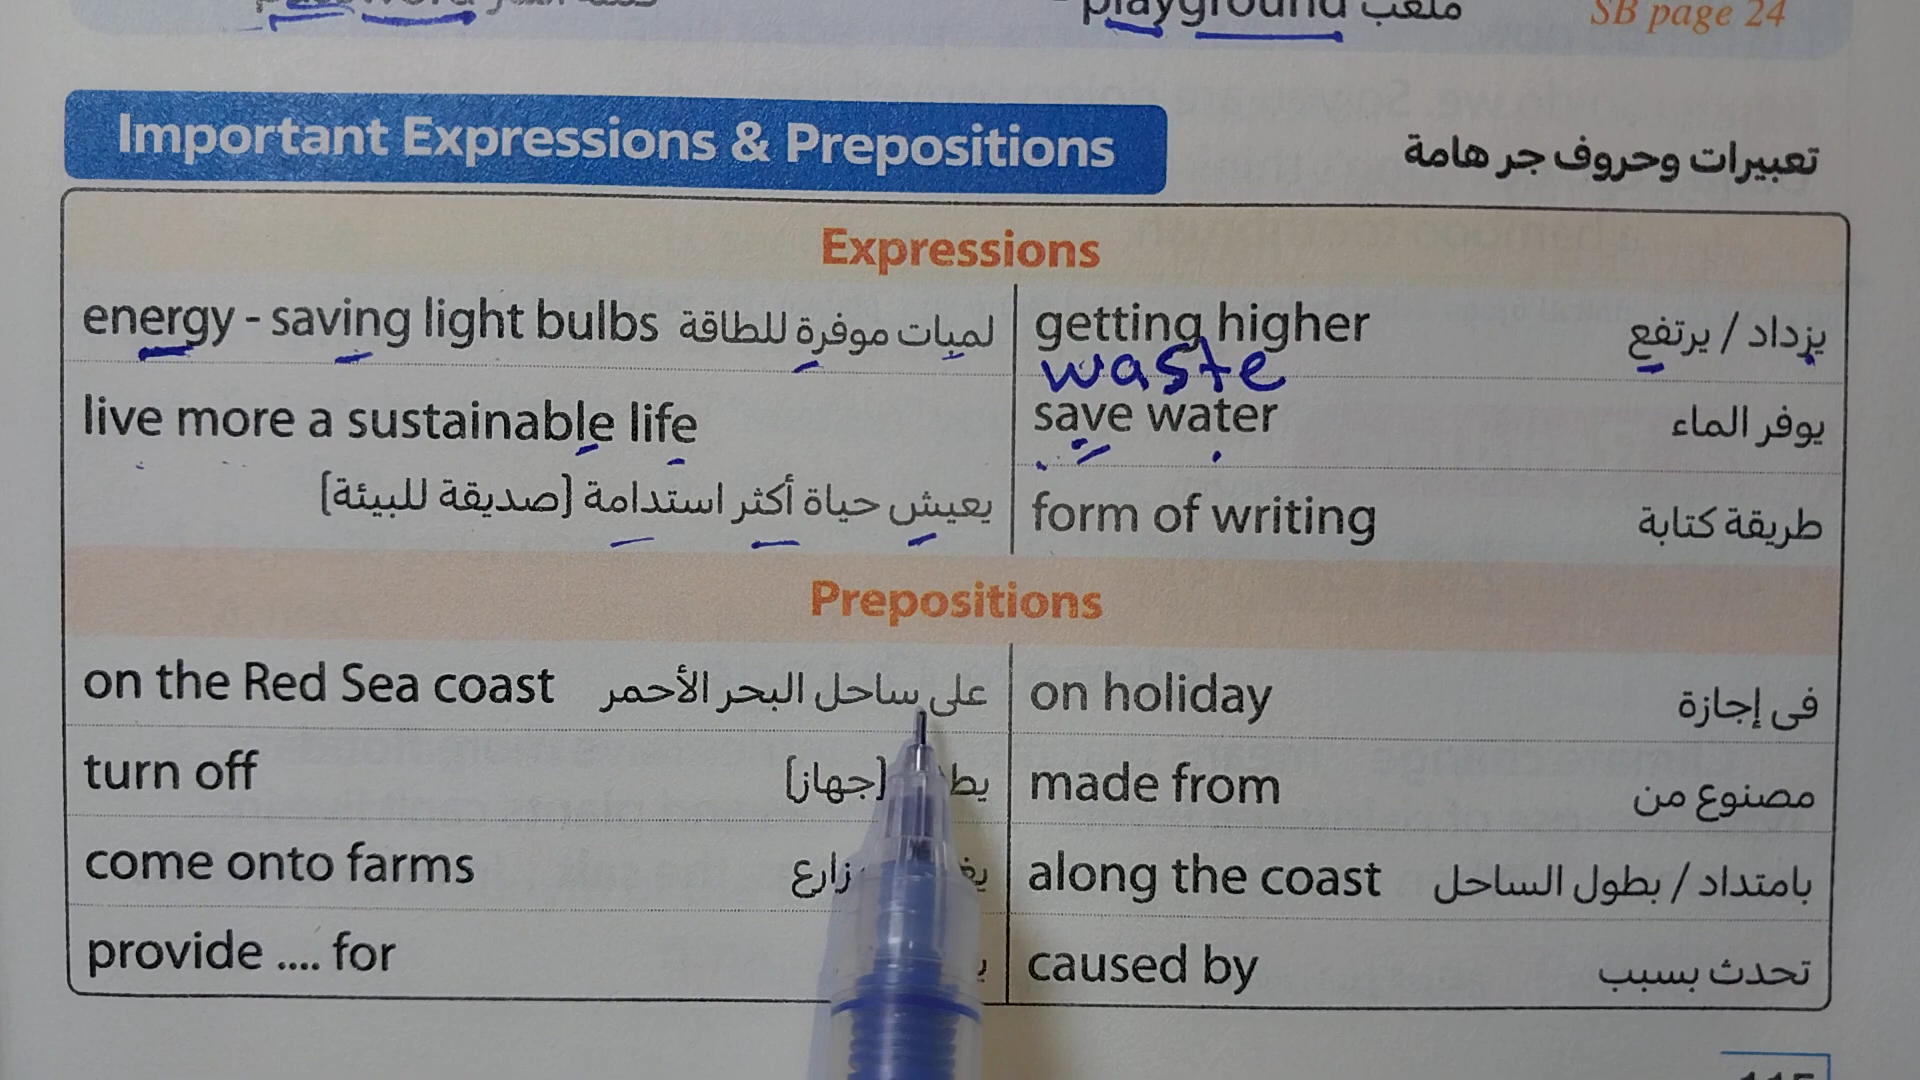 playground ملعب
SB page 24
Important Expressions & Prepositions
تعبيرات وحروف جر هامة
Expressions
energy - saving light bulbs لمبات موفرة للطاقة
getting higher يزداد / يرتفع
waste
live more a sustainable life
يعيش حياة أكثر استدامة (صديقة للبيئة)
save water يوفر الماء
form of writing طريقة كتابة
Prepositions
on the Red Sea coast على ساحل البحر الأحمر
on holiday فى إجازة
turn off (جهاز)
made from مصنوع من
come onto farms
along the coast بامتداد / بطول الساحل
provide .... for
caused by تحدث بسبب